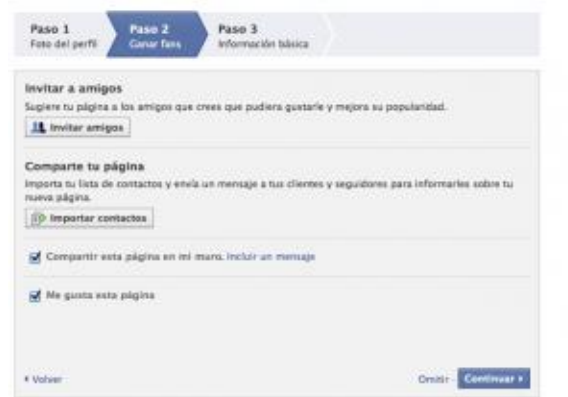 Paso 1
Foto del perfil
Paso 2
Ganar fans
Paso 3
Información básica
Invitar a amigos
Sugiere tu página a los amigos que crees que pudiera gustarle y mejora su popularidad.
Invitar amigos
Comparte tu página
Importa tu lista de contactos y envía un mensaje a tus clientes y seguidores para informarles sobre tu
nueva página.
Importar contactos
Compartir esta página en mi muro. Incluir un mensaje
Me gusta esta página
Volver
Omitir · Continuar